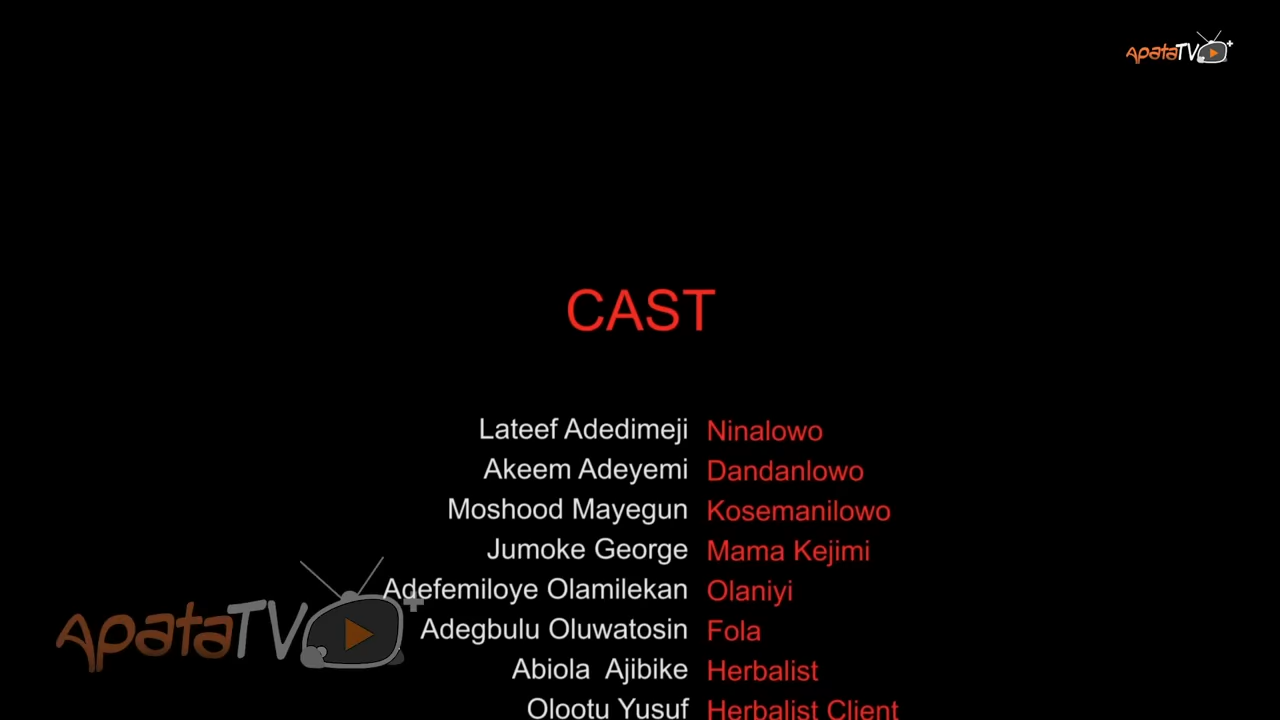 ApataTV+
CAST
Lateef Adedimeji Ninalowo
Akeem Adeyemi Dandanlowo
Moshood Mayegun Kosemanilowo
Jumoke George Mama Kejimi
Adefemiloye Olamilekan Olaniyi
Adegbulu Oluwatosin Fola
Abiola Ajibike Herbalist
Olootu Yusuf Herbalist Client
ApataTV+